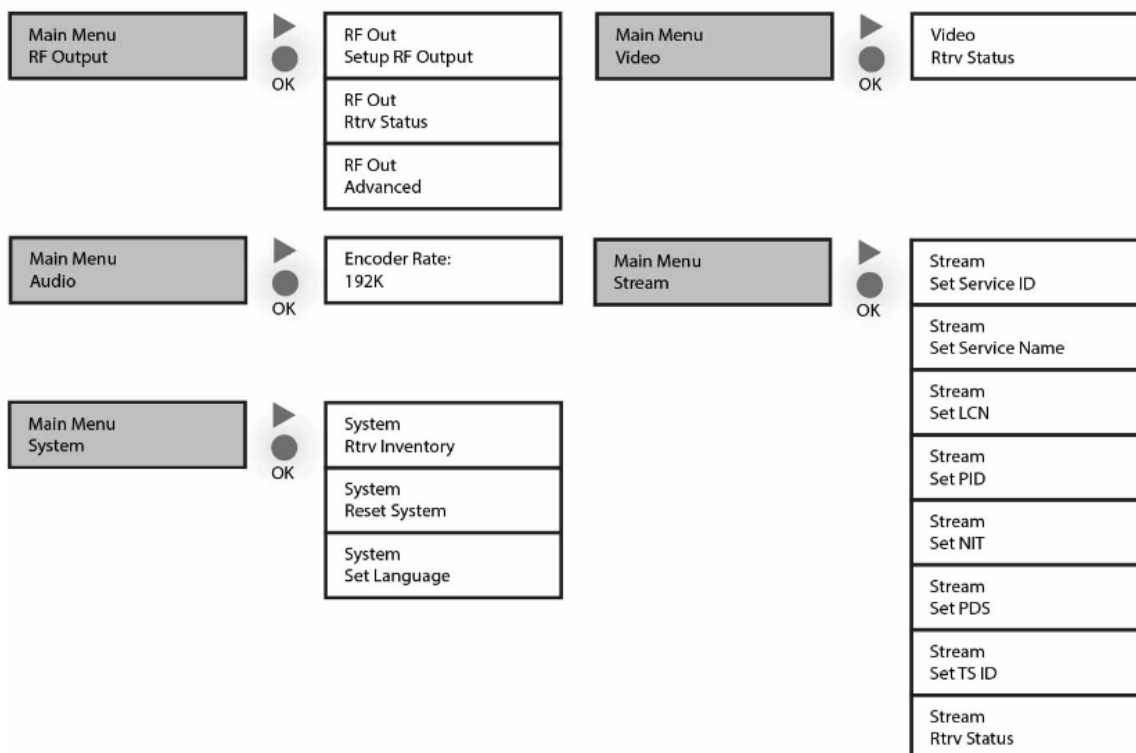 Main Menu
RF Output
OK
RF Out
Setup RF Output
RF Out
Rtrv Status
RF Out
Advanced
Main Menu
Video
OK
Video
Rtrv Status
Main Menu
Audio
OK
Encoder Rate:
192K
Main Menu
Stream
OK
Stream
Set Service ID
Stream
Set Service Name
Stream
Set LCN
Stream
Set PID
Stream
Set NIT
Stream
Set PDS
Stream
Set TS ID
Stream
Rtrv Status
Main Menu
System
OK
System
Rtrv Inventory
System
Reset System
System
Set Language